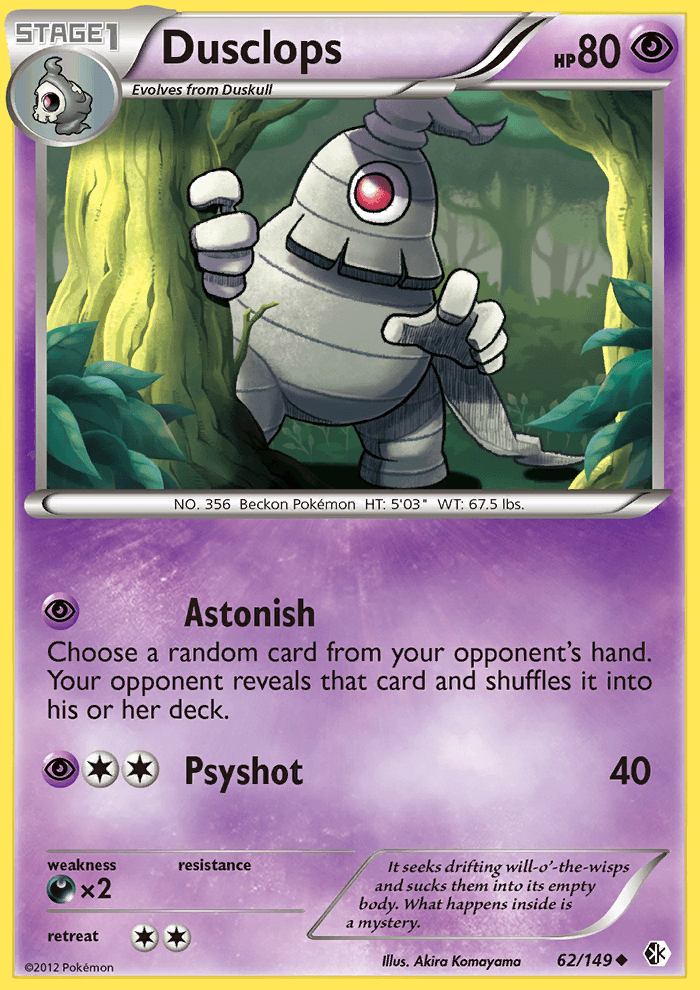 STAGE1
Dusclops
HP80
Evolves from Duskull
NO. 356 Beckon Pokémon HT: 5'03" WT: 67.5 lbs.
Astonish
Choose a random card from your opponent's hand.
Your opponent reveals that card and shuffles it into
his or her deck.
Psyshot 40
weakness resistance
×2
It seeks drifting will-o'-the-wisps
and sucks them into its empty
body. What happens inside is
a mystery.
retreat
©2012 Pokémon
Illus. Akira Komayama 62/149